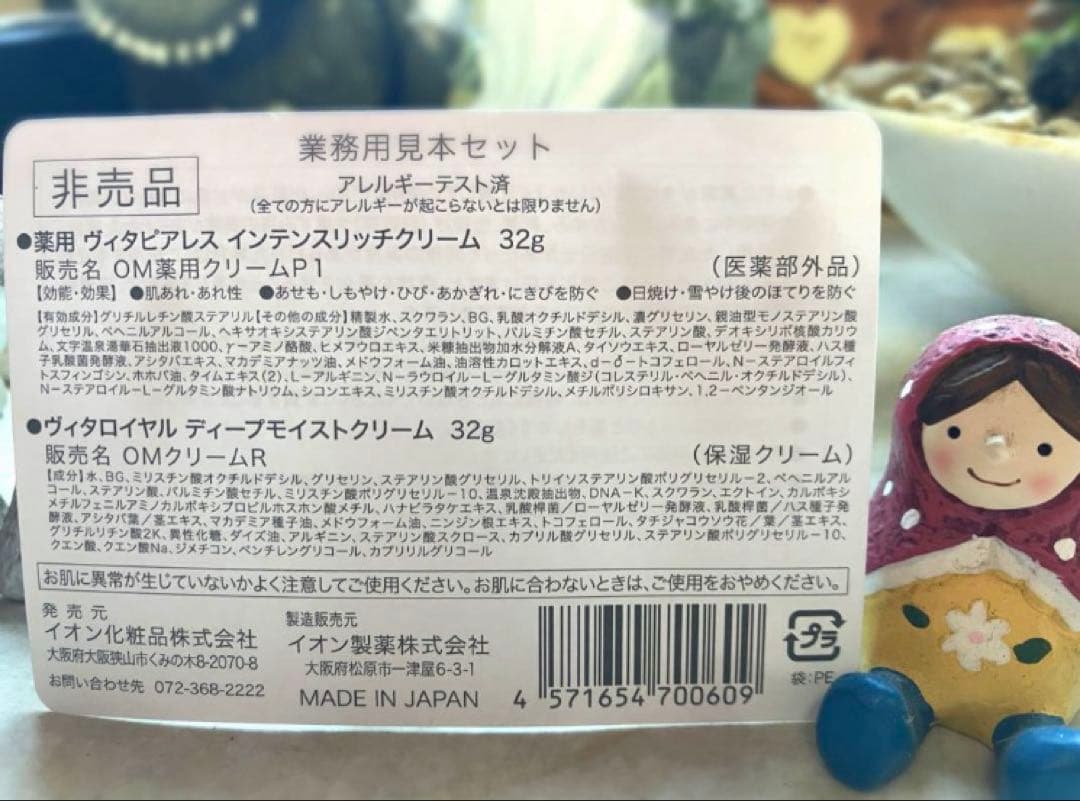 業務用見本セット
非売品
アレルギーテスト済
(全ての方にアレルギーが起こらないとは限りません)
●薬用 ヴィタピアレス インテンスリッチクリーム 32g
販売名 OM薬用クリームP1 (医薬部外品)
【効能・効果】 ●肌あれ・あれ性 ●あせも・しもやけ・ひび・あかぎれ・にきびを防ぐ ●日焼け・雪やけ後のほてりを防ぐ
【有効成分】グリチルレチン酸ステアリル【その他の成分】精製水、スクワラン、BG、乳酸オクチルドデシル、濃グリセリン、親油型モノステアリン酸
グリセリル、ベヘニルアルコール、ヘキサオキシステアリン酸ジペンタエリトリット、パルミチン酸セチル、ステアリン酸、デオキシリボ核酸カリウ
ム、文字温泉湯華石抽出液1000、γーアミノ酪酸、ヒメフウロエキス、米糠抽出物加水分解液A、タイソウエキス、ローヤルゼリー発酵液、ハス種
子乳酸菌発酵液、アシタバエキス、マカデミアナッツ油、メドウフォーム油、油溶性カロットエキス、dーδートコフェロール、Nーステアロイルフィ
トスフィンゴシン、ホホバ油、タイムエキス(2)、Lーアルギニン、NーラウロイルーLーグルタミン酸ジ(コレステリル・ベヘニル・オクチルドデシル)、
NーステアロイルーLーグルタミン酸ナトリウム、シコンエキス、ミリスチン酸オクチルドデシル、メチルポリシロキサン、1,2ーペンタンジオール
●ヴィタロイヤル ディープモイストクリーム 32g
販売名 OMクリームR (保湿クリーム)
【成分】水、BG、ミリスチン酸オクチルドデシル、グリセリン、ステアリン酸グリセリル、トリイソステアリン酸ポリグリセリルー2、ベヘニルアル
コール、ステアリン酸、パルミチン酸セチル、ミリスチン酸ポリグリセリルー10、温泉沈殿抽出物、DNAーK、スクワラン、エクトイン、カルボキシ
メチルフェニルアミノカルボキシプロピルホスホン酸メチル、ハナビラタケエキス、乳酸桿菌/ローヤルゼリー発酵液、乳酸桿菌/ハス種子発
酵液、アシタバ葉/茎エキス、マカデミア種子油、メドウフォーム油、ニンジン根エキス、トコフェロール、タチジャコウソウ花/葉/茎エキス、
グリチルリチン酸2K、異性化糖、ダイズ油、アルギニン、ステアリン酸スクロース、カプリル酸グリセリル、ステアリン酸ポリグリセリルー10、
クエン酸、クエン酸Na、ジメチコン、ペンチレングリコール、カプリリルグリコール
お肌に異常が生じていないかよく注意してご使用ください。お肌に合わないときは、ご使用をおやめください。
発売元
イオン化粧品株式会社
大阪府大阪狭山市くみの木8-2070-8
お問い合わせ先 072-368-2222
製造販売元
イオン製薬株式会社
大阪府松原市一津屋6-3-1
MADE IN JAPAN
4 571654 700609
プラ
袋:PE